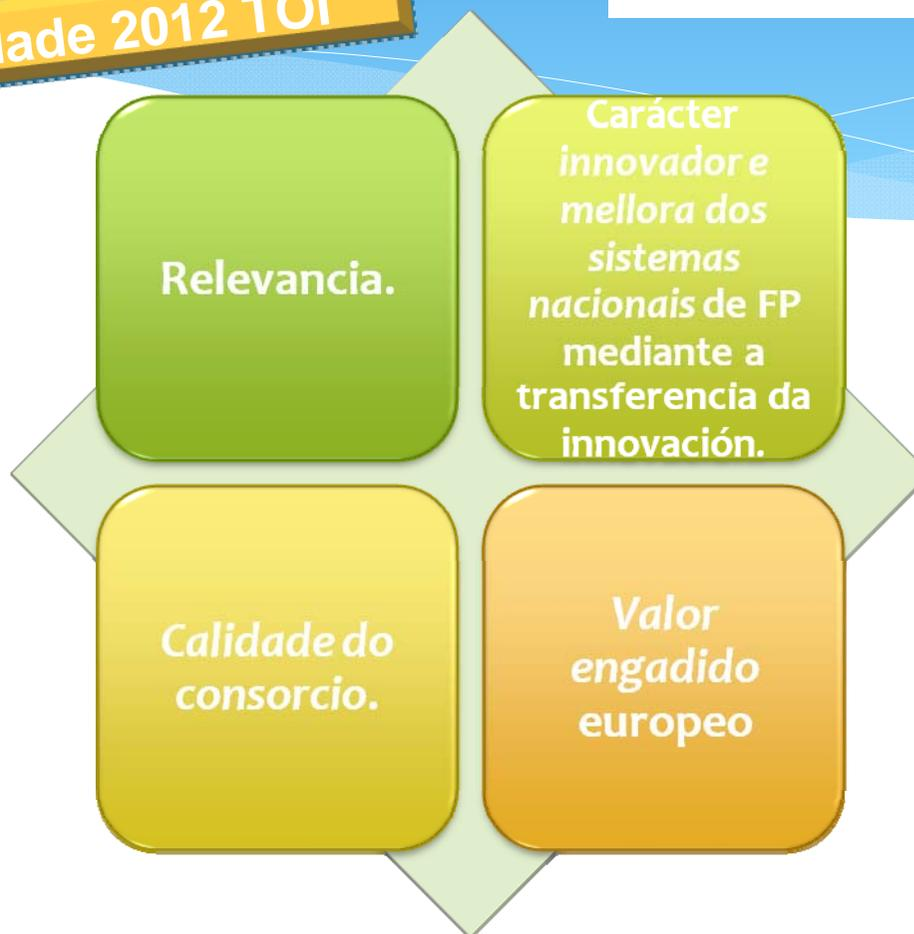 2012 TOI
Relevancia.
Carácter
innovador e
mellora dos
sistemas
nacionais de FP
mediante a
transferencia da
innovación.
Calidade do
consorcio.
Valor
engadido
europeo